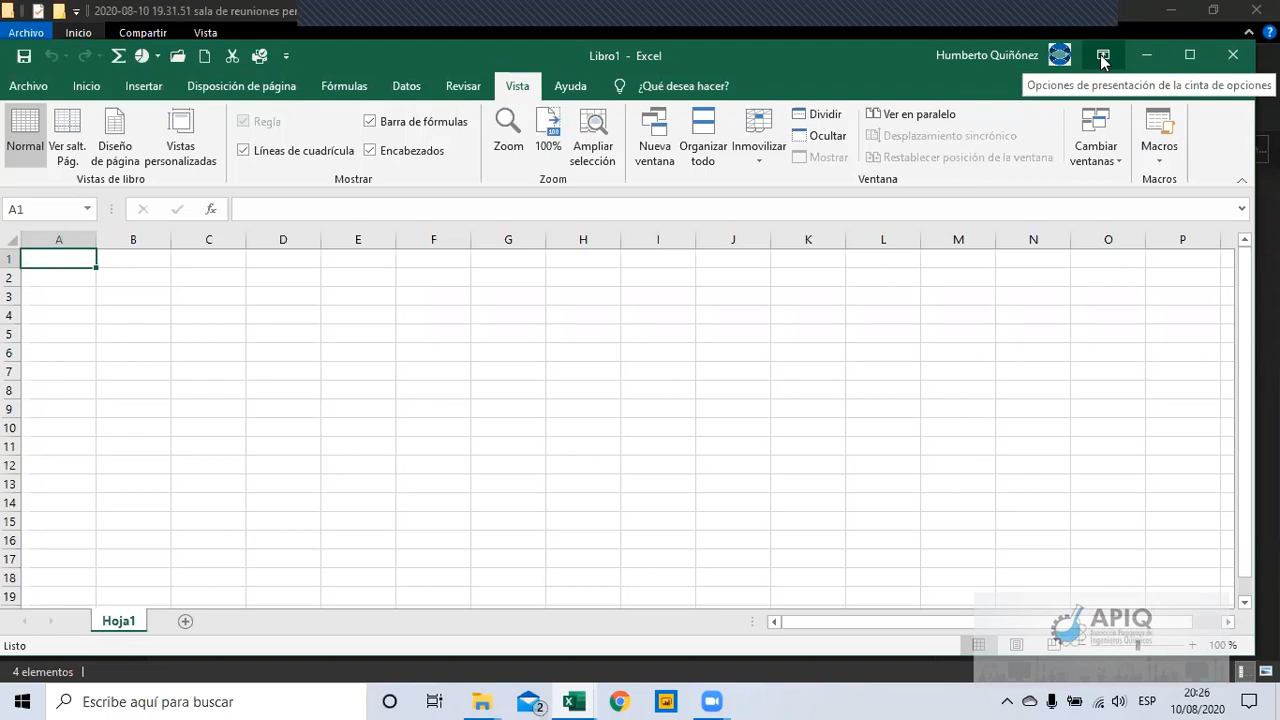 2020-08-10 19.31.51 sala de reuniones per
Archivo Inicio Compartir Vista
Libro1 - Excel
Humberto Quiñónez
Archivo Inicio Insertar Disposición de página Fórmulas Datos Revisar Vista Ayuda ¿Qué desea hacer?
Opciones de presentación de la cinta de opciones
Normal
Ver salt. Pág.
Diseño de página
Vistas personalizadas
Vistas de libro
Regla
Barra de fórmulas
Líneas de cuadrícula
Encabezados
Mostrar
Zoom
100%
Ampliar selección
Zoom
Nueva ventana
Organizar todo
Inmovilizar
Dividir
Ocultar
Mostrar
Ver en paralelo
Desplazamiento sincrónico
Restablecer posición de la ventana
Ventana
Cambiar ventanas
Macros
Macros
A1
fx
A B C D E F G H I J K L M N O P
1
2
3
4
5
6
7
8
9
10
11
12
13
14
15
16
17
18
19
Hoja1
APIQ
Ingenieros Químicos
Listo
100 %
4 elementos
Escribe aquí para buscar
2
ESP
20:26
10/08/2020